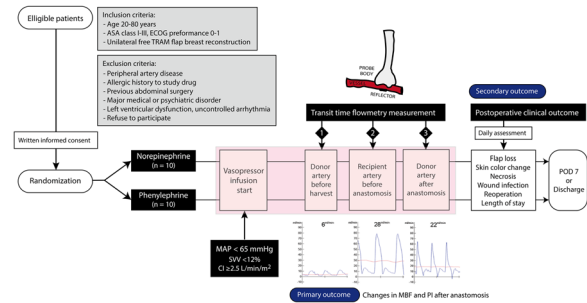 Elligible patients
Inclusion criteria:
- Age 20-80 years
- ASA class I-III, ECOG preformance 0-1
- Unilateral free TRAM flap breast reconstruction
Exclusion criteria:
- Peripheral artery disease
- Allergic history to study drug
- Previous abdominal surgery
- Major medical or psychiatric disorder
- Left ventricular dysfunction, uncontrolled arrhythmia
- Refuse to participate
PROBE
BODY
REFLECTOR
Secondary outcome
Transit time flowmetry measurement
Postoperative clinical outcome
Written informed consent
Daily assessment
1
2
3
Randomization
Norepinephrine
(n = 10)
Phenylephrine
(n = 10)
Vasopressor
infusion
start
Donor
artery
before
harvest
Recipient
artery
before
anastomosis
Donor
artery
after
anastomosis
Flap loss
Skin color change
Necrosis
Wound infection
Reoperation
Length of stay
POD 7
or
Discharge
MAP < 65 mmHg
SVV <12%
CI ≥2.5 L/min/m²
6
28
22
Primary outcome
Changes in MBF and PI after anastomosis